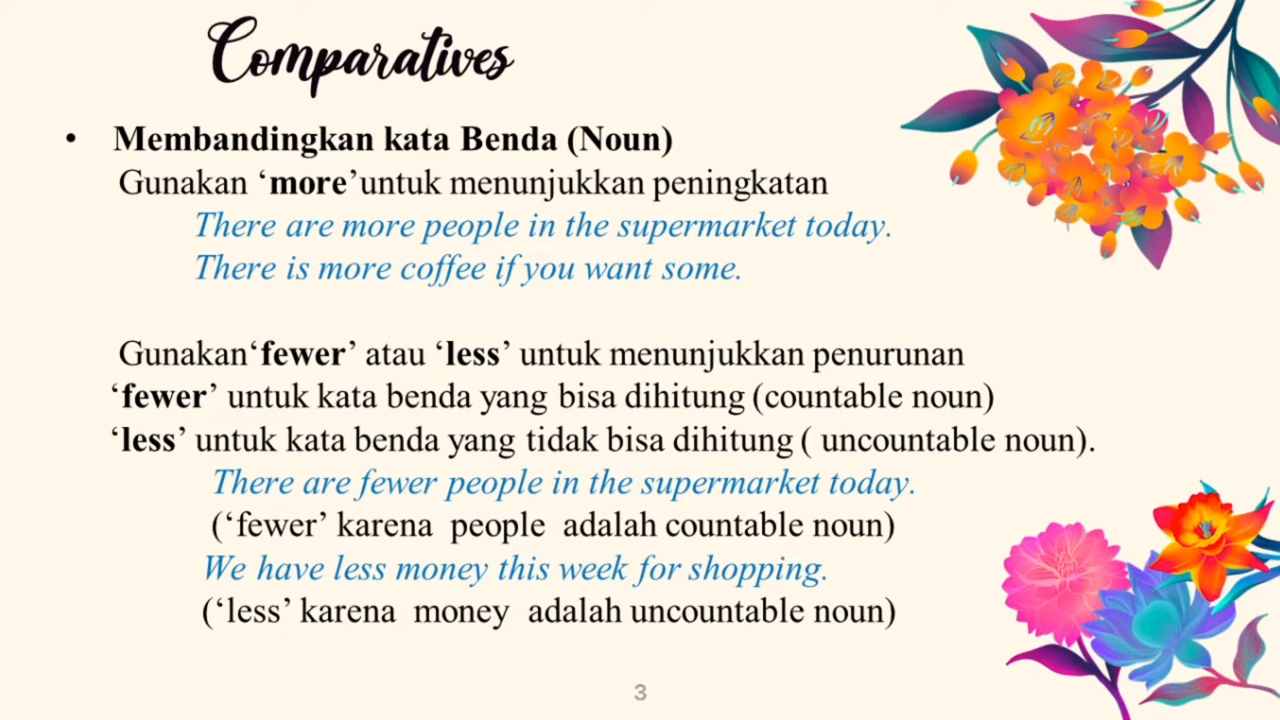 Comparatives
• Membandingkan kata Benda (Noun)
Gunakan ‘more’untuk menunjukkan peningkatan
There are more people in the supermarket today.
There is more coffee if you want some.
Gunakan‘fewer’ atau ‘less’ untuk menunjukkan penurunan
‘fewer’ untuk kata benda yang bisa dihitung (countable noun)
‘less’ untuk kata benda yang tidak bisa dihitung ( uncountable noun).
There are fewer people in the supermarket today.
(‘fewer’ karena people adalah countable noun)
We have less money this week for shopping.
(‘less’ karena money adalah uncountable noun)
3